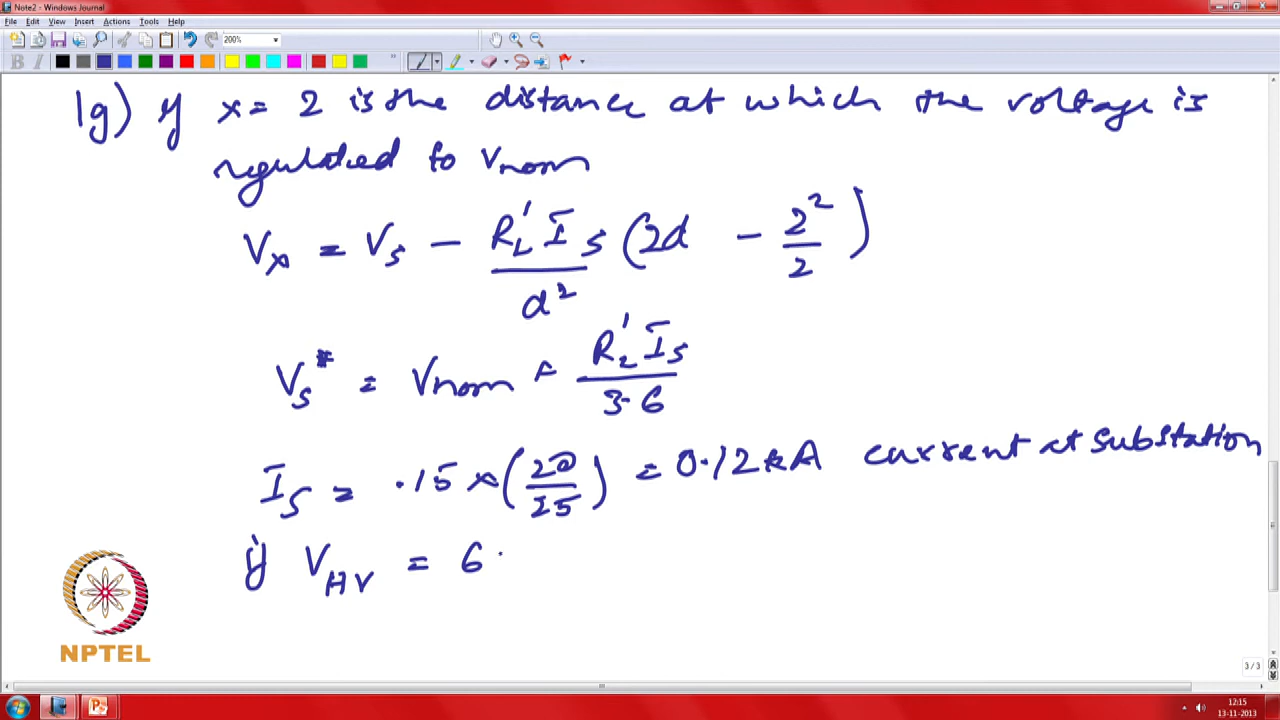 Note2 - Windows Journal
File Edit View Insert Actions Tools Help
200%
B I
1g) if x = 2 is the distance at which the voltage is
regulated to Vnom
Vx = Vs - RL' Is / d² (2d - 2²/2)
Vs* = Vnom + R2' Is / 3.6
Is = .15 × (20/25) = 0.12 kA current at substation
if VHV = 6.
NPTEL
3/3
12:15
13-11-2013